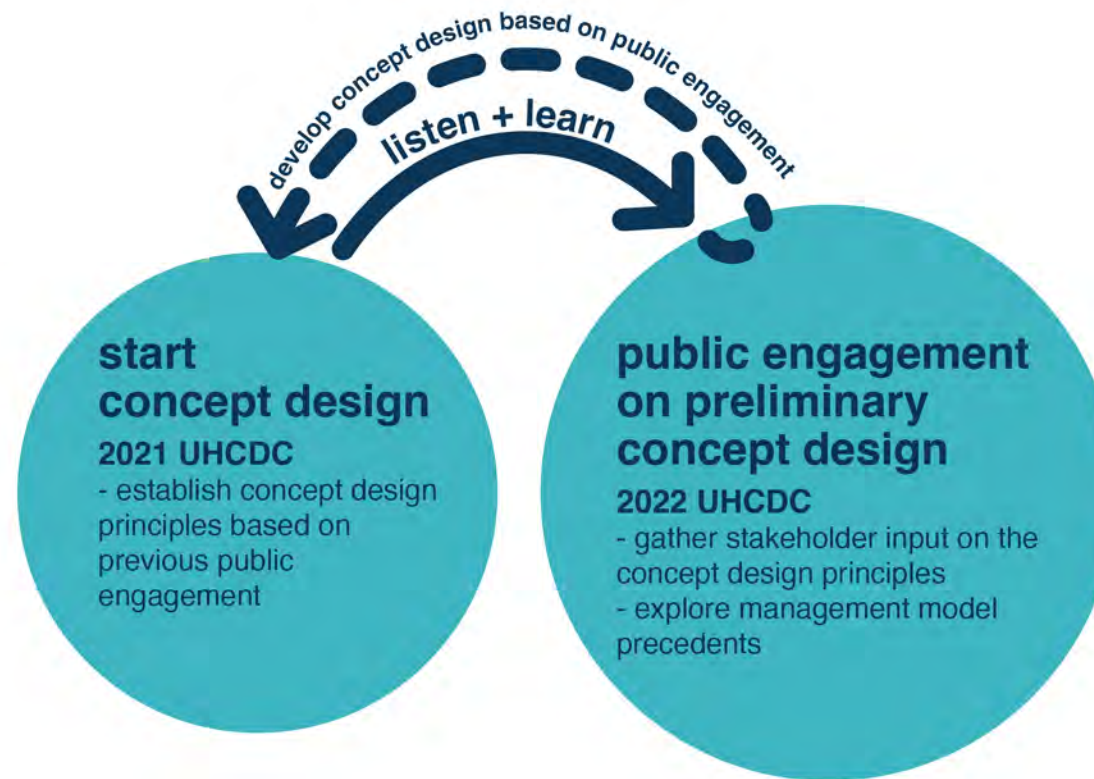 develop concept design based on public engagement
listen + learn
start
concept design
2021 UHCDC
- establish concept design
principles based on
previous public
engagement
public engagement
on preliminary
concept design
2022 UHCDC
- gather stakeholder input on the
concept design principles
- explore management model
precedents